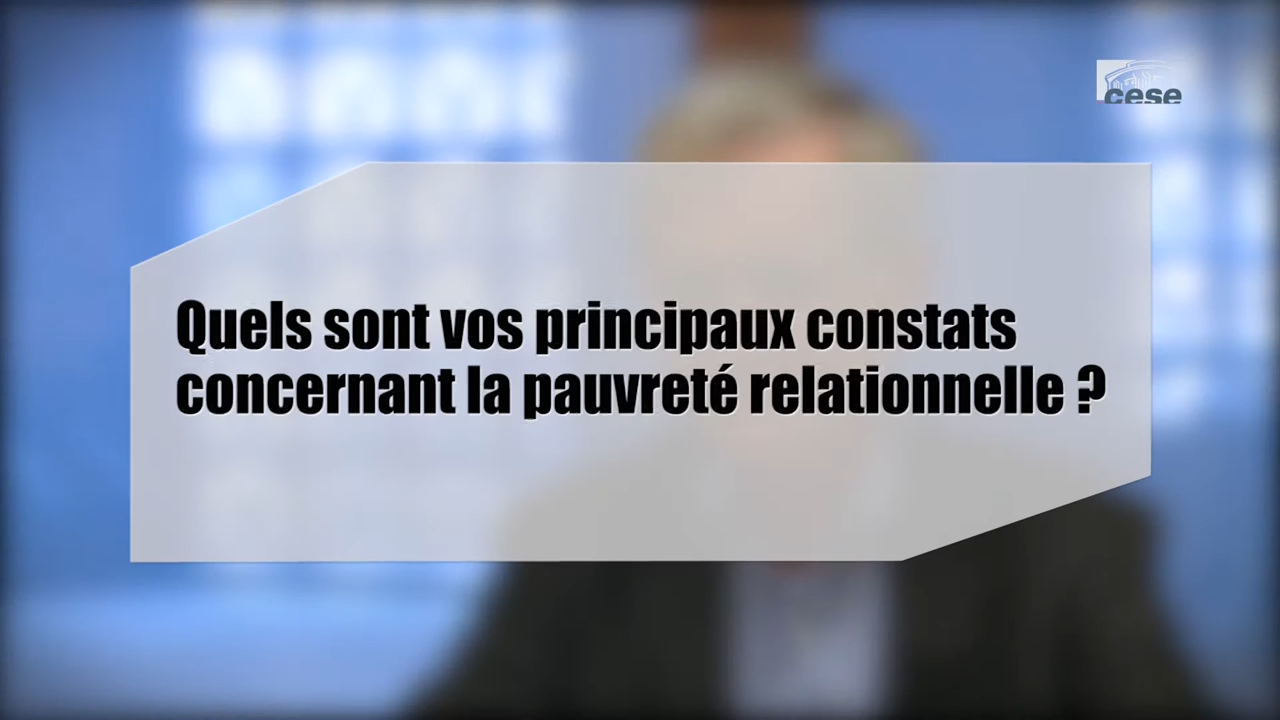 cese
Quels sont vos principaux constats
concernant la pauvreté relationnelle ?